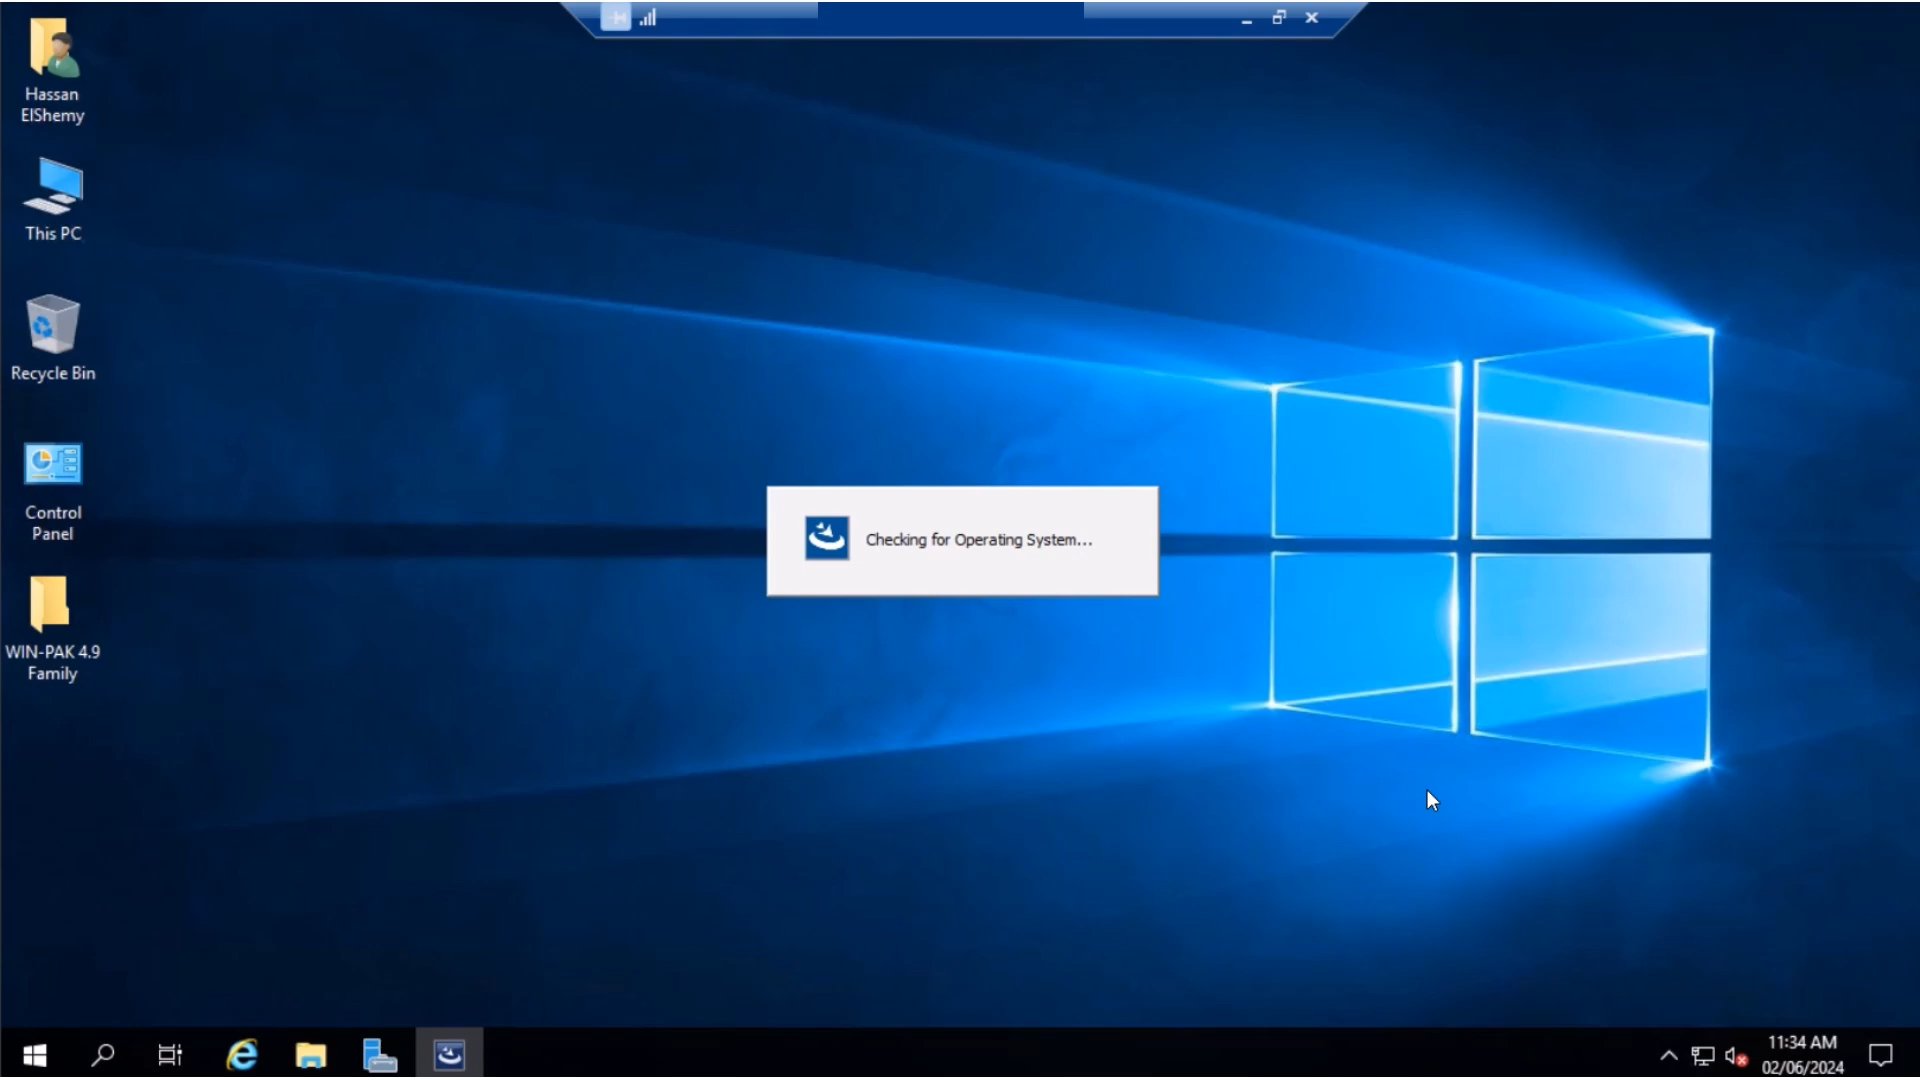 Hassan
ElShemy
This PC
Recycle Bin
Control
Panel
WIN-PAK 4.9
Family
Checking for Operating System...
11:34 AM
02/06/2024